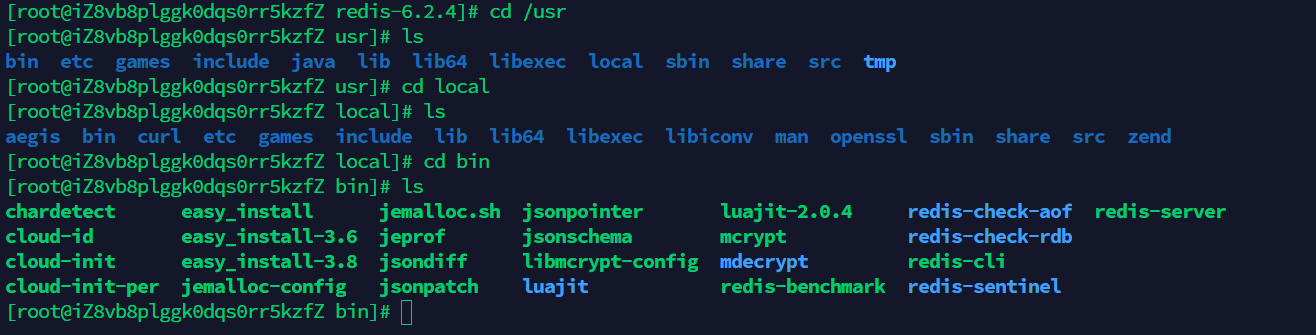 [root@iZ8vb8plggk0dqs0rr5kzfZ redis-6.2.4]# cd /usr
[root@iZ8vb8plggk0dqs0rr5kzfZ usr]# ls
bin etc games include java lib lib64 libexec local sbin share src tmp
[root@iZ8vb8plggk0dqs0rr5kzfZ usr]# cd local
[root@iZ8vb8plggk0dqs0rr5kzfZ local]# ls
aegis bin curl etc games include lib lib64 libexec libiconv man openssl sbin share src zend
[root@iZ8vb8plggk0dqs0rr5kzfZ local]# cd bin
[root@iZ8vb8plggk0dqs0rr5kzfZ bin]# ls
chardetect easy_install jemalloc.sh jsonpointer luajit-2.0.4 redis-check-aof redis-server
cloud-id easy_install-3.6 jeprof jsonschema mcrypt redis-check-rdb
cloud-init easy_install-3.8 jsondiff libmcrypt-config mdecrypt redis-cli
cloud-init-per jemalloc-config jsonpatch luajit redis-benchmark redis-sentinel
[root@iZ8vb8plggk0dqs0rr5kzfZ bin]#